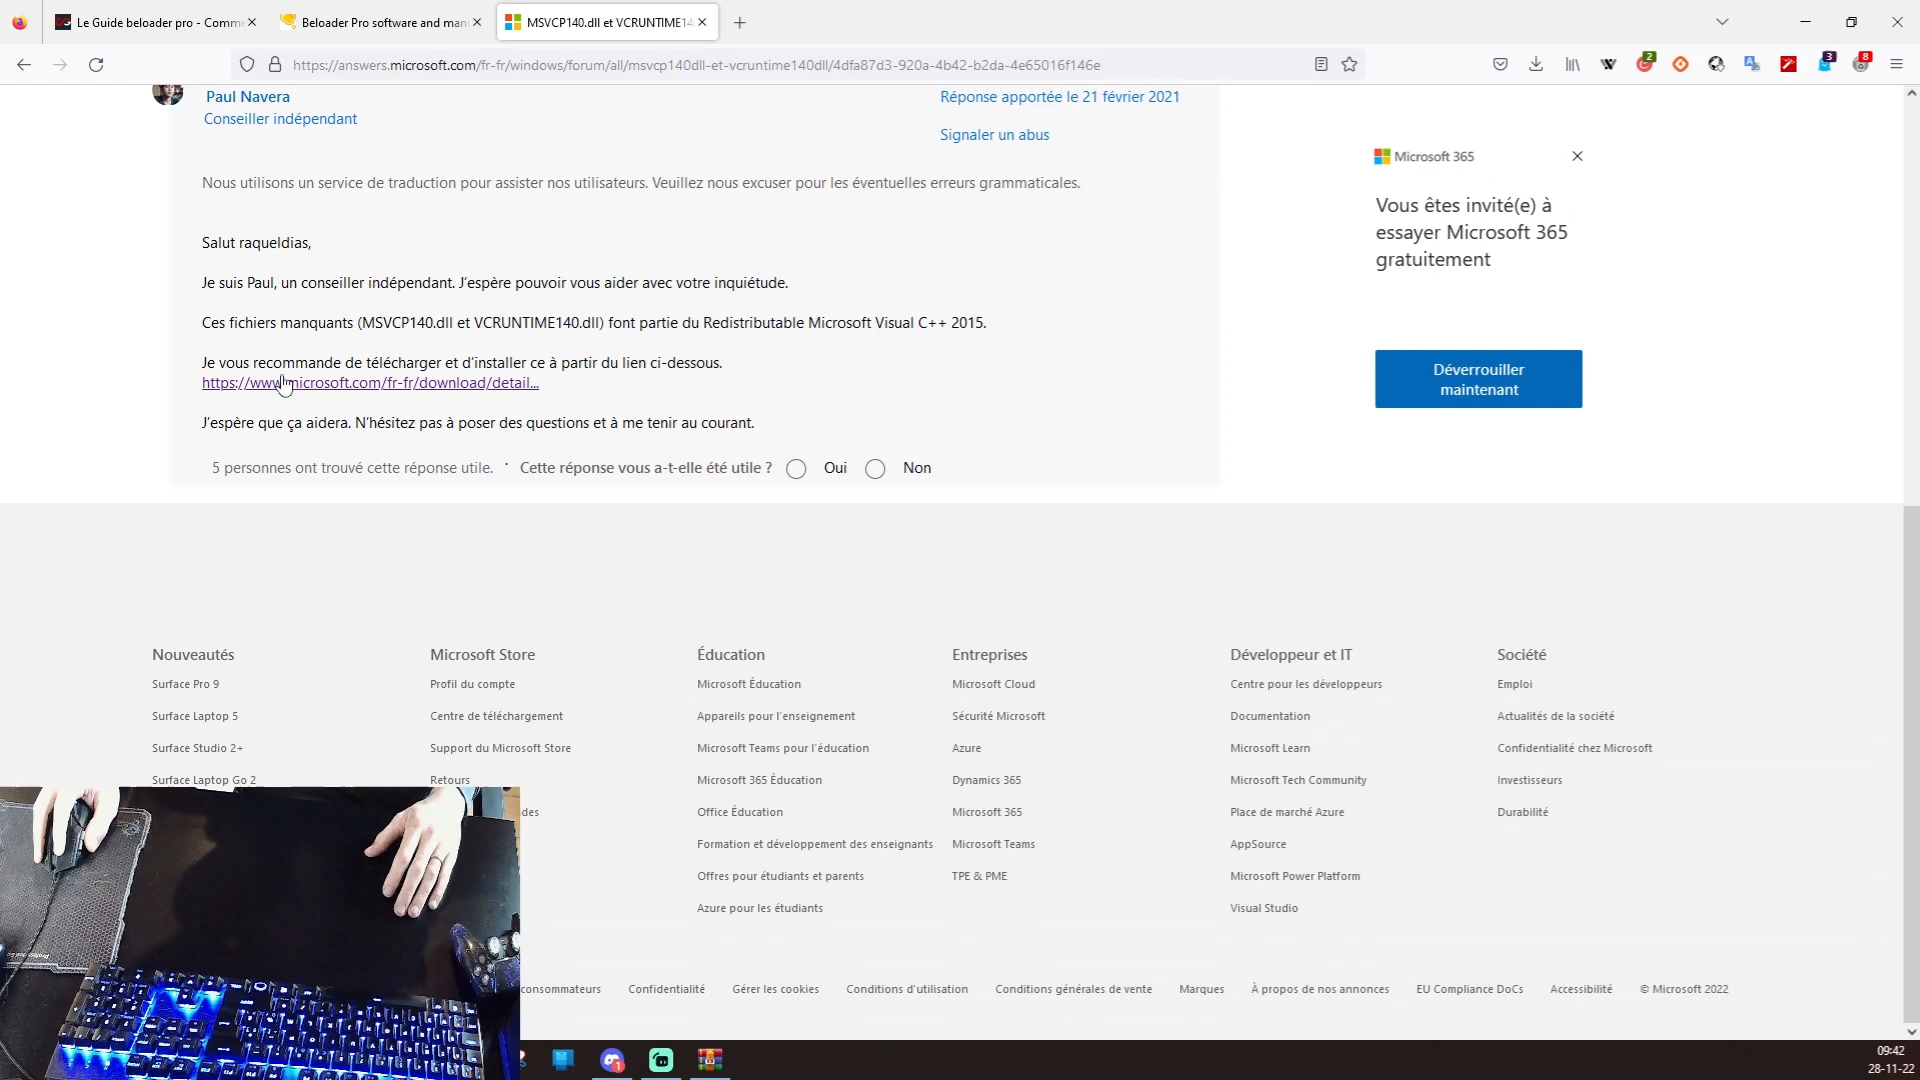 Le Guide beloader pro - Comme
Beloader Pro software and man
MSVCP140.dll et VCRUNTIME14
https://answers.microsoft.com/fr-fr/windows/forum/all/msvcp140dll-et-vcruntime140dll/4dfa87d3-920a-4b42-b2da-4e65016f146e
2
3
8
Paul Navera
Conseiller indépendant
Réponse apportée le 21 février 2021
Signaler un abus
Nous utilisons un service de traduction pour assister nos utilisateurs. Veuillez nous excuser pour les éventuelles erreurs grammaticales.
Salut raqueldias,
Je suis Paul, un conseiller indépendant. J'espère pouvoir vous aider avec votre inquiétude.
Ces fichiers manquants (MSVCP140.dll et VCRUNTIME140.dll) font partie du Redistributable Microsoft Visual C++ 2015.
Je vous recommande de télécharger et d'installer ce à partir du lien ci-dessous.
https://www.microsoft.com/fr-fr/download/detail...
J'espère que ça aidera. N'hésitez pas à poser des questions et à me tenir au courant.
5 personnes ont trouvé cette réponse utile. · Cette réponse vous a-t-elle été utile ? Oui Non
Microsoft 365
Vous êtes invité(e) à
essayer Microsoft 365
gratuitement
Déverrouiller
maintenant
Nouveautés
Surface Pro 9
Surface Laptop 5
Surface Studio 2+
Surface Laptop Go 2
Microsoft Store
Profil du compte
Centre de téléchargement
Support du Microsoft Store
Retours
des
Éducation
Microsoft Éducation
Appareils pour l'enseignement
Microsoft Teams pour l'éducation
Microsoft 365 Éducation
Office Éducation
Formation et développement des enseignants
Offres pour étudiants et parents
Azure pour les étudiants
Entreprises
Microsoft Cloud
Sécurité Microsoft
Azure
Dynamics 365
Microsoft 365
Microsoft Teams
TPE & PME
Développeur et IT
Centre pour les développeurs
Documentation
Microsoft Learn
Microsoft Tech Community
Place de marché Azure
AppSource
Microsoft Power Platform
Visual Studio
Société
Emploi
Actualités de la société
Confidentialité chez Microsoft
Investisseurs
Durabilité
consommateurs
Confidentialité
Gérer les cookies
Conditions d'utilisation
Conditions générales de vente
Marques
À propos de nos annonces
EU Compliance DoCs
Accessibilité
© Microsoft 2022
1
09:42
28-11-22